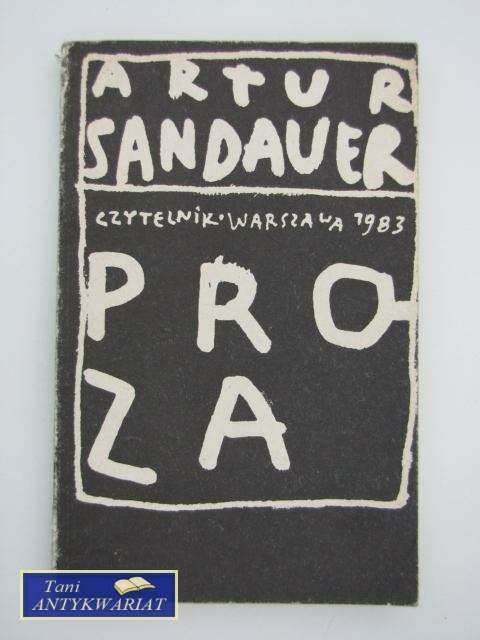 ARTUR
SANDAUER
CZYTELNIK·WARSZAWA 1983
PRO-
ZA
Tani
ANTYKWARIAT